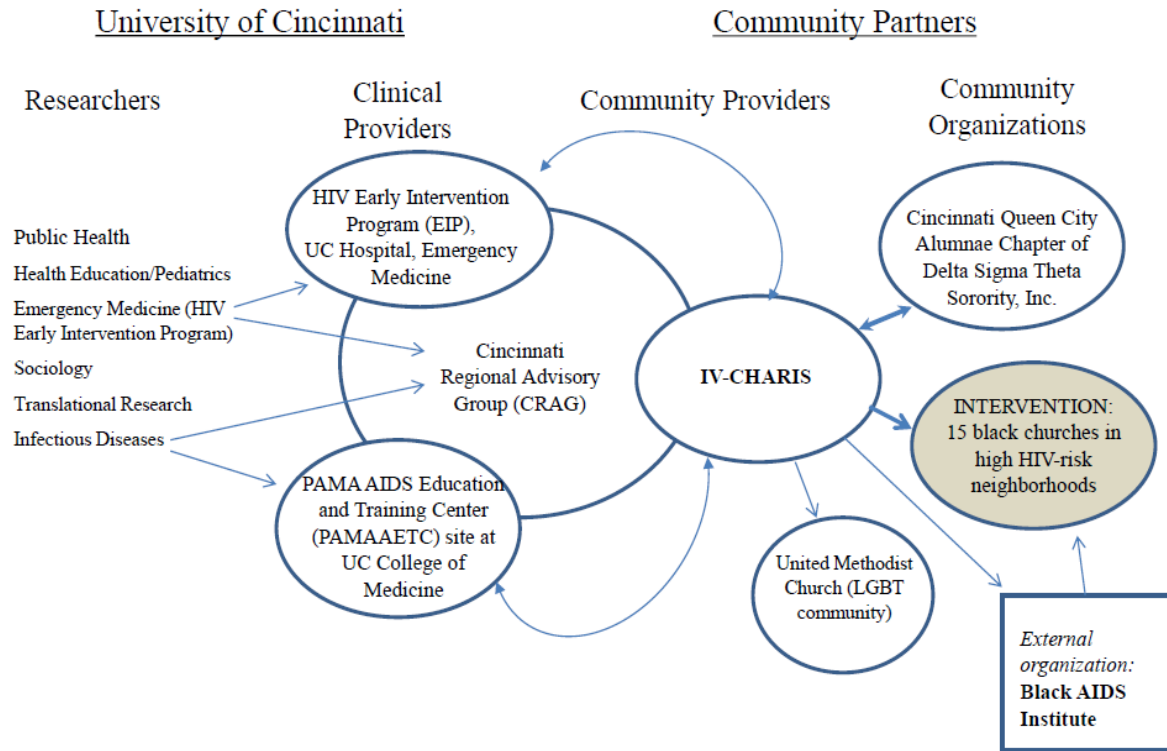 University of Cincinnati
Community Partners
Researchers
Clinical
Providers
Community Providers
Community
Organizations
Public Health
Health Education/Pediatrics
Emergency Medicine (HIV
Early Intervention Program)
Sociology
Translational Research
Infectious Diseases
HIV Early Intervention
Program (EIP),
UC Hospital, Emergency
Medicine
Cincinnati
Regional Advisory
Group (CRAG)
PAMA AIDS Education
and Training Center
(PAMAAETC) site at
UC College of
Medicine
IV-CHARIS
Cincinnati Queen City
Alumnae Chapter of
Delta Sigma Theta
Sorority, Inc.
INTERVENTION:
15 black churches in
high HIV-risk
neighborhoods
United Methodist
Church (LGBT
community)
External
organization:
Black AIDS
Institute